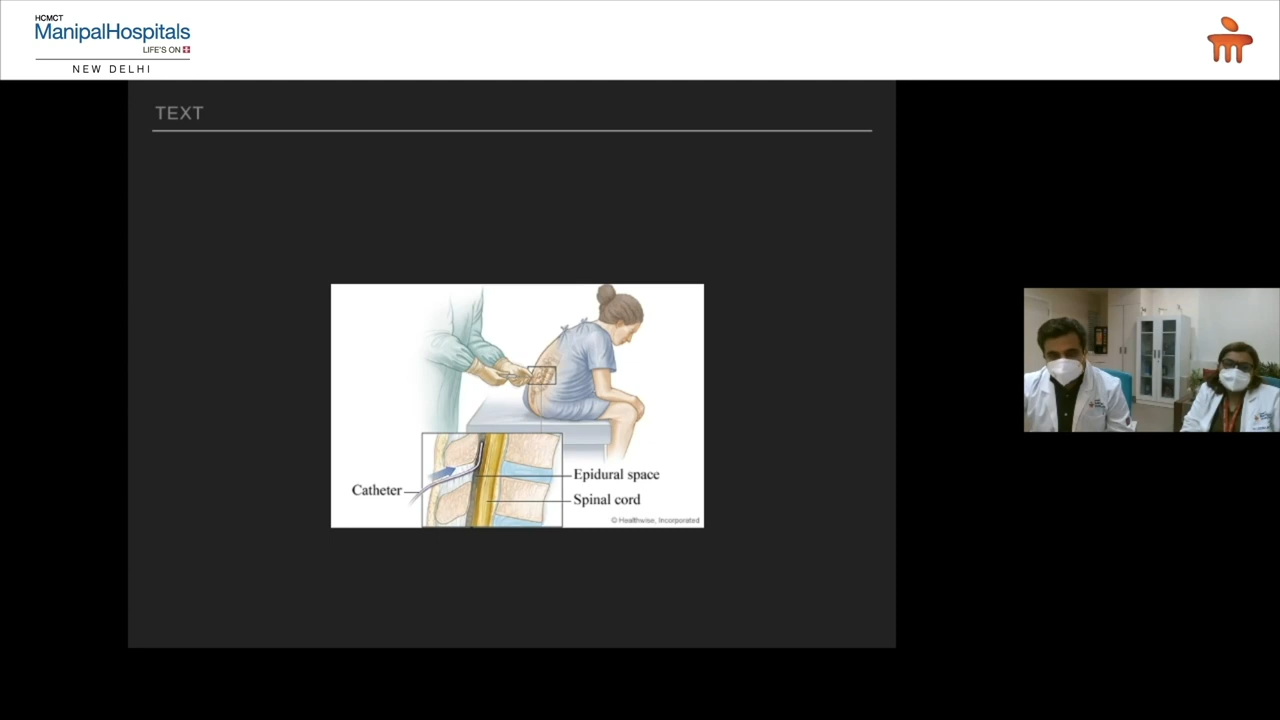 HCMCT
ManipalHospitals
LIFE'S ON
NEW DELHI
TEXT
Epidural space
Catheter
Spinal cord
© Healthwise, Incorporated